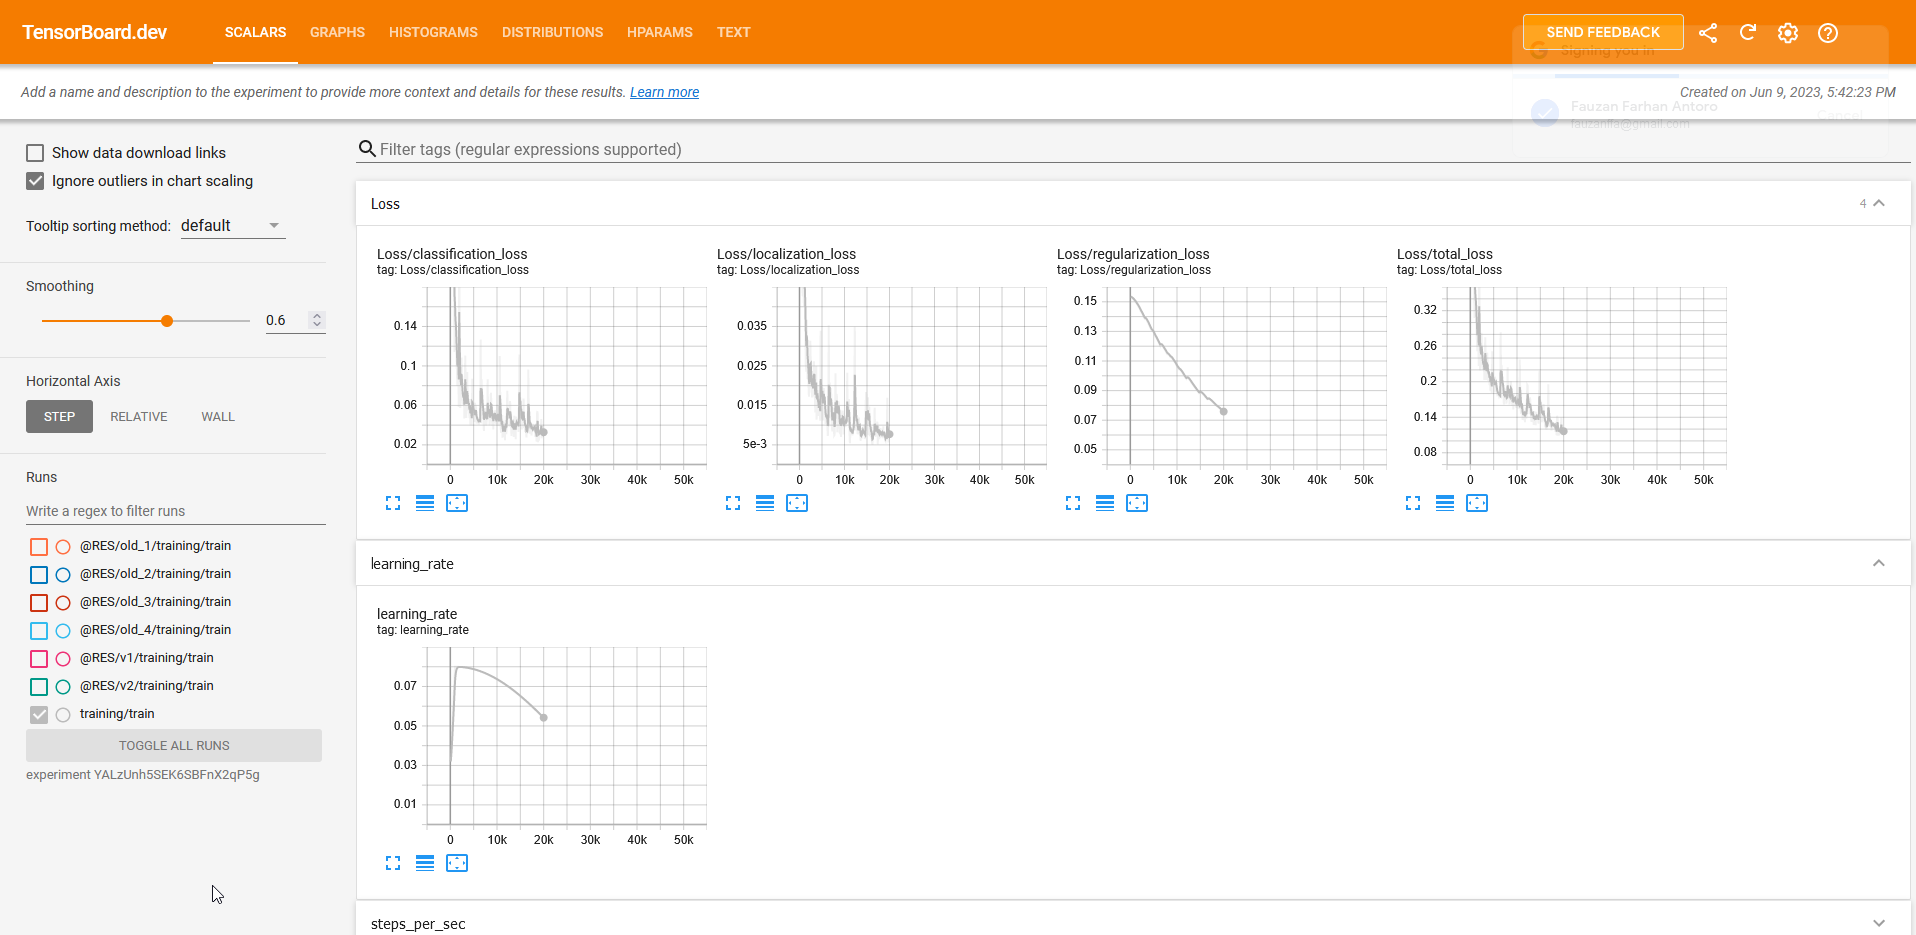 TensorBoard.dev SCALARS GRAPHS HISTOGRAMS DISTRIBUTIONS HPARAMS TEXT SEND FEEDBACK
Signing you in
Add a name and description to the experiment to provide more context and details for these results. Learn more
Created on Jun 9, 2023, 5:42:23 PM
Fauzan Farhan Antoro
Cancel
Show data download links
Ignore outliers in chart scaling
Tooltip sorting method: default
Smoothing
0.6
Horizontal Axis
STEP RELATIVE WALL
Runs
Write a regex to filter runs
@RES/old_1/training/train
@RES/old_2/training/train
@RES/old_3/training/train
@RES/old_4/training/train
@RES/v1/training/train
@RES/v2/training/train
training/train
TOGGLE ALL RUNS
experiment YALzUnh5SEK6SBFnX2qP5g
Filter tags (regular expressions supported)
Loss 4
Loss/classification_loss
tag: Loss/classification_loss
0.14
0.1
0.06
0.02
0 10k 20k 30k 40k 50k
Loss/localization_loss
tag: Loss/localization_loss
0.035
0.025
0.015
5e-3
0 10k 20k 30k 40k 50k
Loss/regularization_loss
tag: Loss/regularization_loss
0.15
0.13
0.11
0.09
0.07
0.05
0 10k 20k 30k 40k 50k
Loss/total_loss
tag: Loss/total_loss
0.32
0.26
0.2
0.14
0.08
0 10k 20k 30k 40k 50k
learning_rate
learning_rate
tag: learning_rate
0.07
0.05
0.03
0.01
0 10k 20k 30k 40k 50k
steps_per_sec